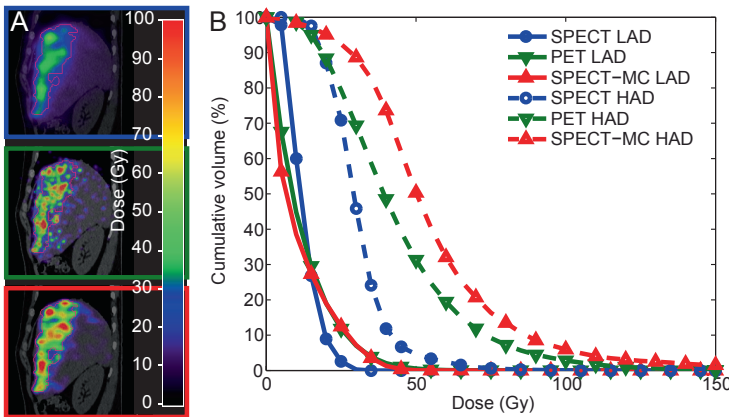 A
100
90
80
70
60
50
40
30
20
10
0
Dose (Gy)
B
Cumulative volume (%)
100
90
80
70
60
50
40
30
20
10
0
SPECT LAD
PET LAD
SPECT−MC LAD
SPECT HAD
PET HAD
SPECT−MC HAD
0 50 100 150
Dose (Gy)